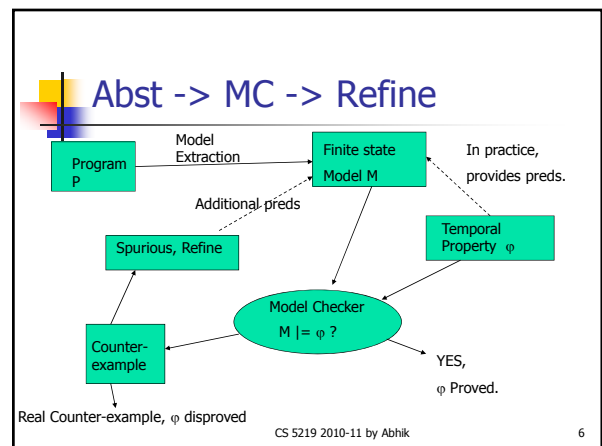 Abst -> MC -> Refine
Model
Extraction
Program
P
Finite state
Model M
In practice,
provides preds.
Additional preds
Spurious, Refine
Temporal
Property φ
Model Checker
M |= φ ?
Counter-
example
YES,
φ Proved.
Real Counter-example, φ disproved
CS 5219 2010-11 by Abhik
6